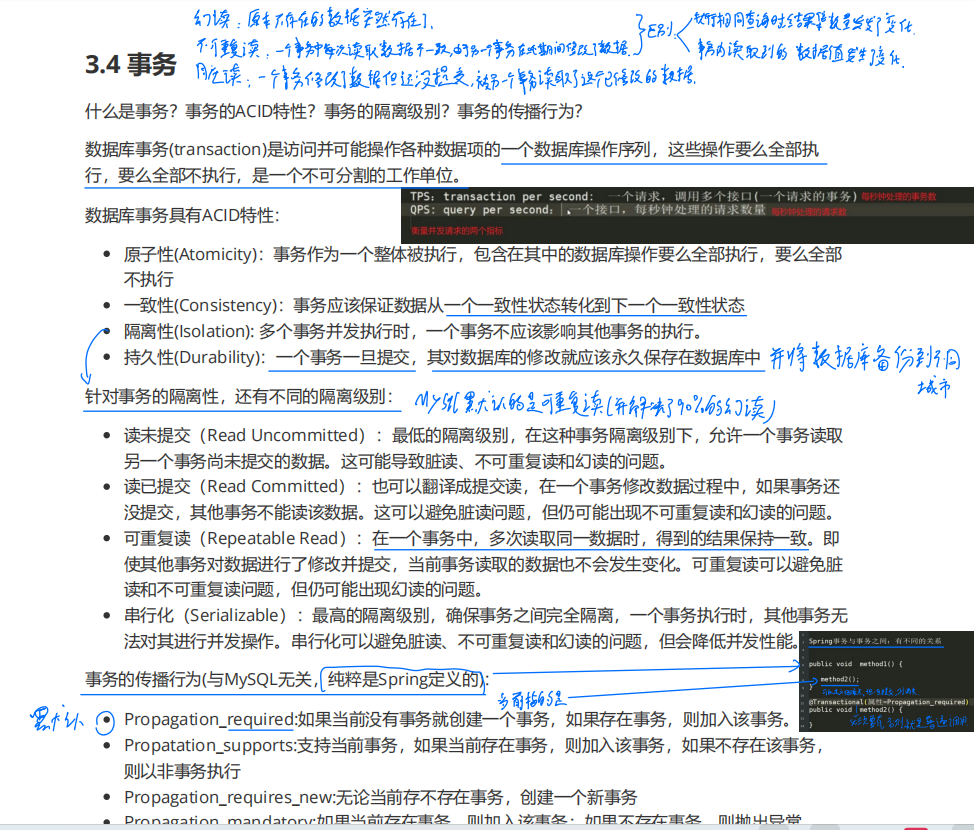 幻读：原本不存在的数据突然存在了.
不可重复读：一个事务中每次读取数据不一致,由于另一个事务在此期间修改了数据.
脏读：一个事务修改了数据但还没提交,被另一个事务读取了这个已修改的数据.
区别：
执行相同查询时结果集数量发生了变化.
事务内读取到的数据值发生了变化.
3.4 事务
什么是事务？事务的ACID特性？事务的隔离级别？事务的传播行为?
数据库事务(transaction)是访问并可能操作各种数据项的一个数据库操作序列，这些操作要么全部执
行，要么全部不执行，是一个不可分割的工作单位。
TPS：transaction per second： 一个请求，调用多个接口(一个请求的事务) 每秒钟处理的事务数
QPS：query per second： 一个接口，每秒钟处理的请求数量 每秒钟处理的请求数
衡量并发请求的两个指标
数据库事务具有ACID特性：
• 原子性(Atomicity)：事务作为一个整体被执行，包含在其中的数据库操作要么全部执行，要么全部
不执行
• 一致性(Consistency)：事务应该保证数据从一个一致性状态转化到下一个一致性状态
• 隔离性(Isolation): 多个事务并发执行时，一个事务不应该影响其他事务的执行。
• 持久性(Durability)：一个事务一旦提交，其对数据库的修改就应该永久保存在数据库中 并将数据库备份到不同
城市
针对事务的隔离性，还有不同的隔离级别： MySQL默认的是可重复读(并解决了90%的幻读)
• 读未提交（Read Uncommitted）：最低的隔离级别，在这种事务隔离级别下，允许一个事务读取
另一个事务尚未提交的数据。这可能导致脏读、不可重复读和幻读的问题。
• 读已提交（Read Committed）：也可以翻译成提交读，在一个事务修改数据过程中，如果事务还
没提交，其他事务不能读该数据。这可以避免脏读问题，但仍可能出现不可重复读和幻读的问题。
• 可重复读（Repeatable Read）：在一个事务中，多次读取同一数据时，得到的结果保持一致。即
使其他事务对数据进行了修改并提交，当前事务读取的数据也不会发生变化。可重复读可以避免脏
读和不可重复读问题，但仍可能出现幻读的问题。
• 串行化（Serializable）：最高的隔离级别，确保事务之间完全隔离，一个事务执行时，其他事务无
法对其进行并发操作。串行化可以避免脏读、不可重复读和幻读的问题，但会降低并发性能。
Spring事务与事务之间，有不同的关系
public void method1() {
method2();
}
@Transactional(属性=Propagation_required)
public void method2() {
}
事务的传播行为(与MySQL无关，纯粹是Spring定义的)：
当前指的是
默认 • Propagation_required:如果当前没有事务就创建一个事务，如果存在事务，则加入该事务。
• Propatation_supports:支持当前事务，如果当前存在事务，则加入该事务，如果不存在该事务，
则以非事务执行
• Propagation_requires_new:无论当前存不存在事务，创建一个新事务
• Propagation_mandatory:如果当前存在事务，则加入该事务；如果不存在事务，则抛出异常